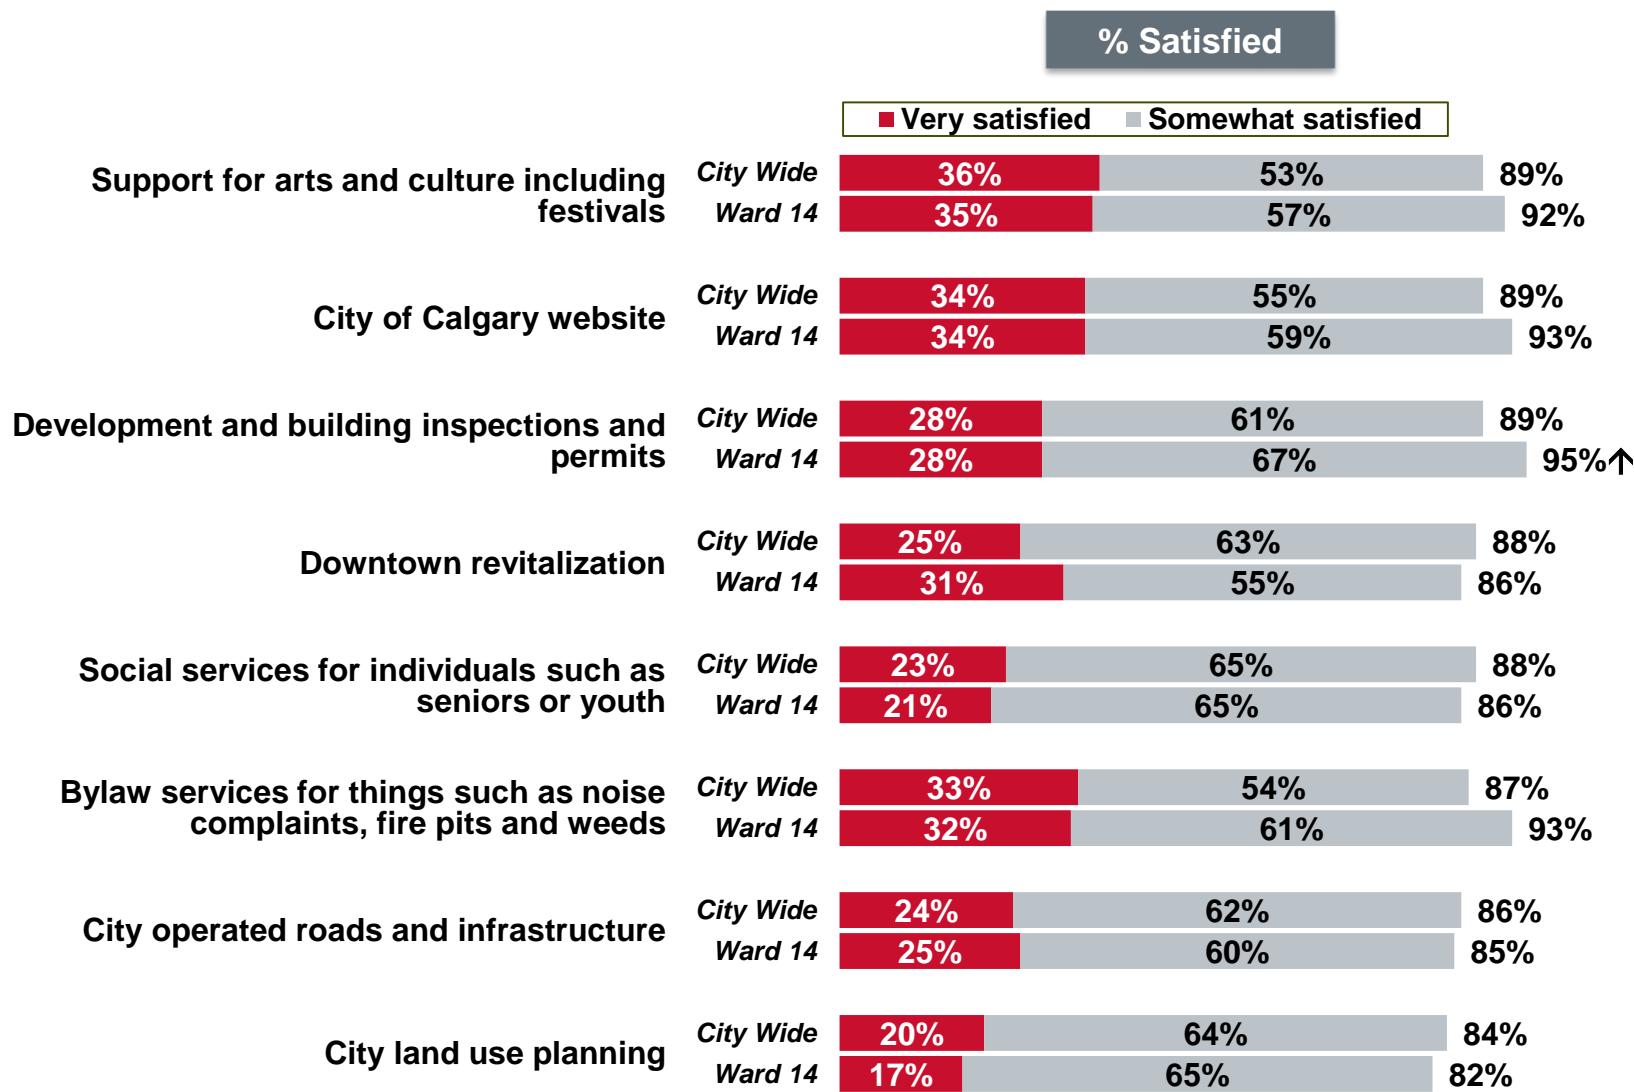 % Satisfied
Very satisfied Somewhat satisfied
Support for arts and culture including
festivals
City Wide 36% 53% 89%
Ward 14 35% 57% 92%
City of Calgary website
City Wide 34% 55% 89%
Ward 14 34% 59% 93%
Development and building inspections and
permits
City Wide 28% 61% 89%
Ward 14 28% 67% 95%↑
Downtown revitalization
City Wide 25% 63% 88%
Ward 14 31% 55% 86%
Social services for individuals such as
seniors or youth
City Wide 23% 65% 88%
Ward 14 21% 65% 86%
Bylaw services for things such as noise
complaints, fire pits and weeds
City Wide 33% 54% 87%
Ward 14 32% 61% 93%
City operated roads and infrastructure
City Wide 24% 62% 86%
Ward 14 25% 60% 85%
City land use planning
City Wide 20% 64% 84%
Ward 14 17% 65% 82%